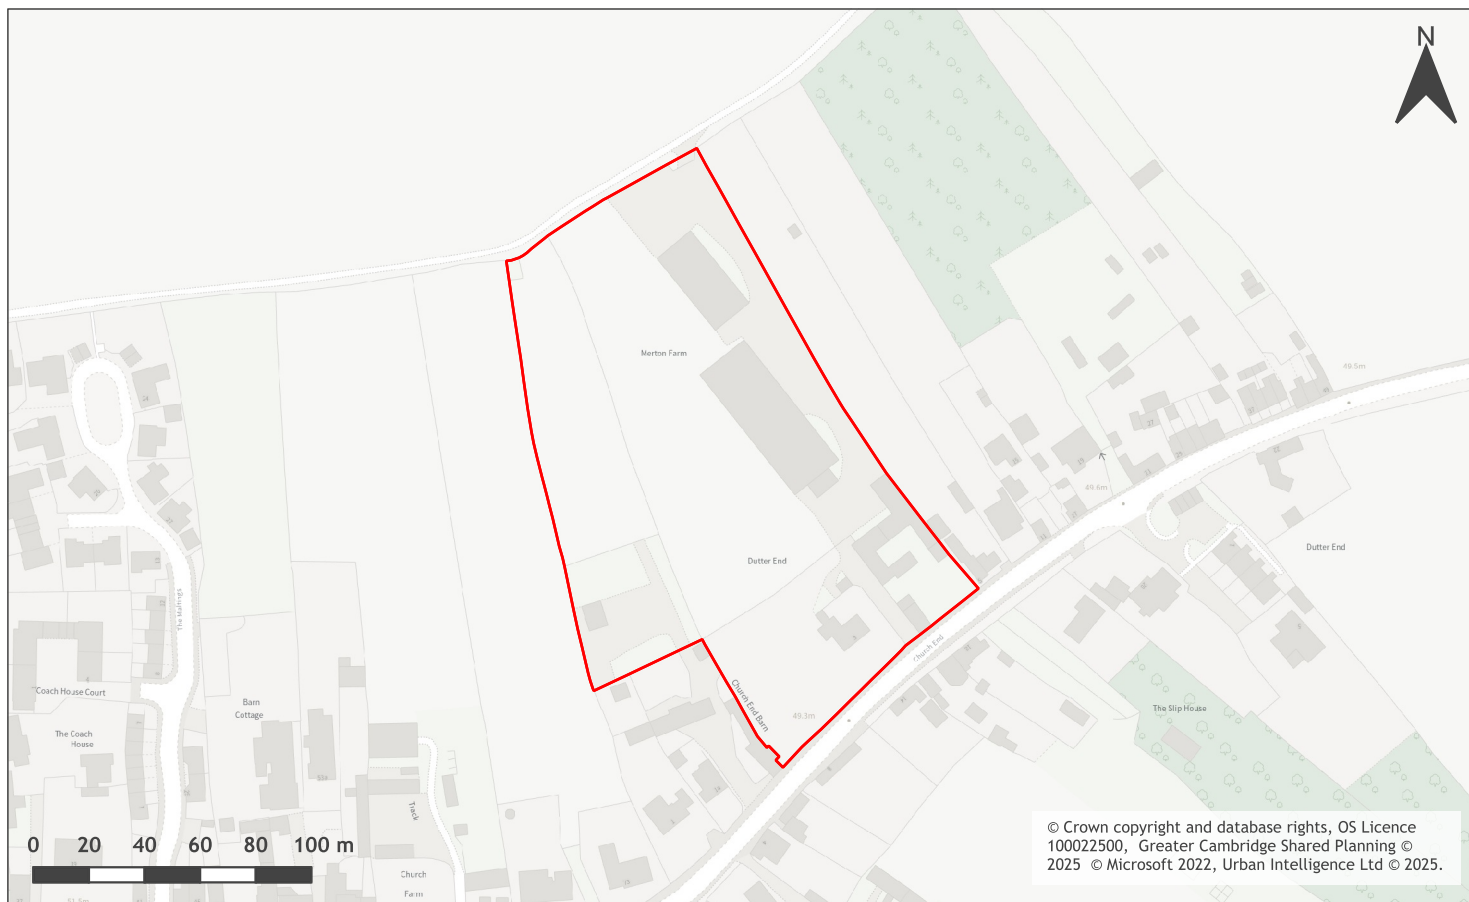 N
49.5m
Merton Farm
49.6m
Dutter End
Dutter End
The Maltings
Church End
Coach House Court
The Coach
House
Barn
Cottage
Church End Barn
49.3m
The Slip House
Track
0 20 40 60 80 100 m
Church
Farm
© Crown copyright and database rights, OS Licence
100022500, Greater Cambridge Shared Planning ©
2025 © Microsoft 2022, Urban Intelligence Ltd © 2025.